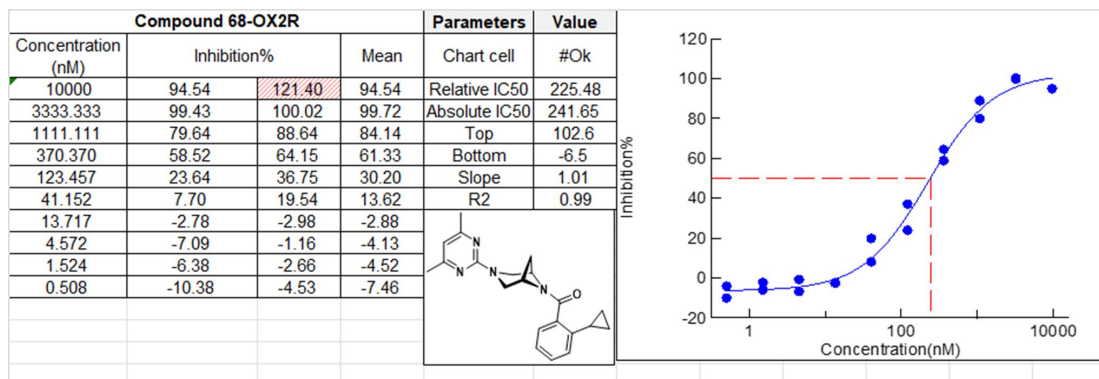 Compound 68-OX2R Parameters Value
Concentration (nM) Inhibition% Mean Chart cell #Ok
10000 94.54 121.40 94.54 Relative IC50 225.48
3333.333 99.43 100.02 99.72 Absolute IC50 241.65
1111.111 79.64 88.64 84.14 Top 102.6
370.370 58.52 64.15 61.33 Bottom -6.5
123.457 23.64 36.75 30.20 Slope 1.01
41.152 7.70 19.54 13.62 R2 0.99
13.717 -2.78 -2.98 -2.88
4.572 -7.09 -1.16 -4.13
1.524 -6.38 -2.66 -4.52
0.508 -10.38 -4.53 -7.46
N
N
N
N
O
120
100
80
60
40
20
0
-20
Inhibition%
1 100 10000
Concentration(nM)